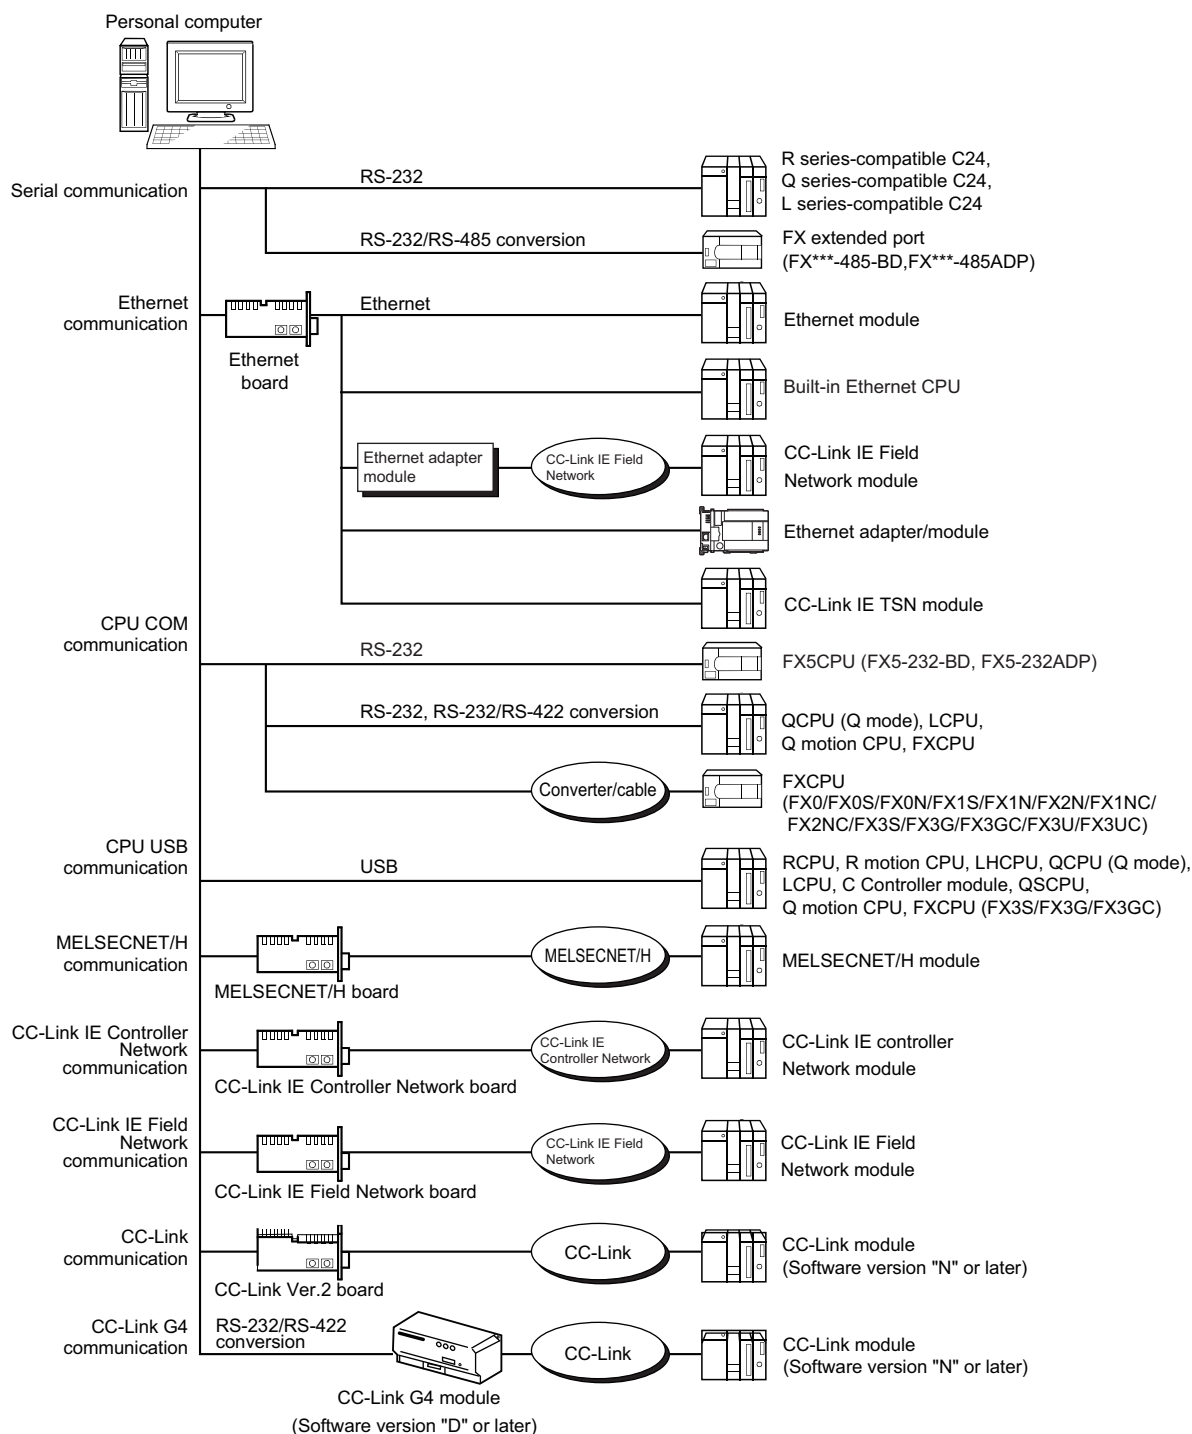 Personal computer
Serial communication
RS-232
R series-compatible C24,
Q series-compatible C24,
L series-compatible C24
RS-232/RS-485 conversion
FX extended port
(FX***-485-BD,FX***-485ADP)
Ethernet
communication
Ethernet
board
Ethernet
Ethernet module
Built-in Ethernet CPU
Ethernet adapter
module
CC-Link IE Field
Network
CC-Link IE Field
Network module
Ethernet adapter/module
CC-Link IE TSN module
CPU COM
communication
RS-232
FX5CPU (FX5-232-BD, FX5-232ADP)
RS-232, RS-232/RS-422 conversion
QCPU (Q mode), LCPU,
Q motion CPU, FXCPU
Converter/cable
FXCPU
(FX0/FX0S/FX0N/FX1S/FX1N/FX2N/FX1NC/
FX2NC/FX3S/FX3G/FX3GC/FX3U/FX3UC)
CPU USB
communication
USB
RCPU, R motion CPU, LHCPU, QCPU (Q mode),
LCPU, C Controller module, QSCPU,
Q motion CPU, FXCPU (FX3S/FX3G/FX3GC)
MELSECNET/H
communication
MELSECNET/H board
MELSECNET/H
MELSECNET/H module
CC-Link IE Controller
Network
communication
CC-Link IE Controller Network board
CC-Link IE
Controller Network
CC-Link IE controller
Network module
CC-Link IE Field
Network
communication
CC-Link IE Field Network board
CC-Link IE Field
Network
CC-Link IE Field
Network module
CC-Link
communication
CC-Link Ver.2 board
CC-Link
CC-Link module
(Software version "N" or later)
CC-Link G4
communication
RS-232/RS-422
conversion
CC-Link G4 module
(Software version "D" or later)
CC-Link
CC-Link module
(Software version "N" or later)